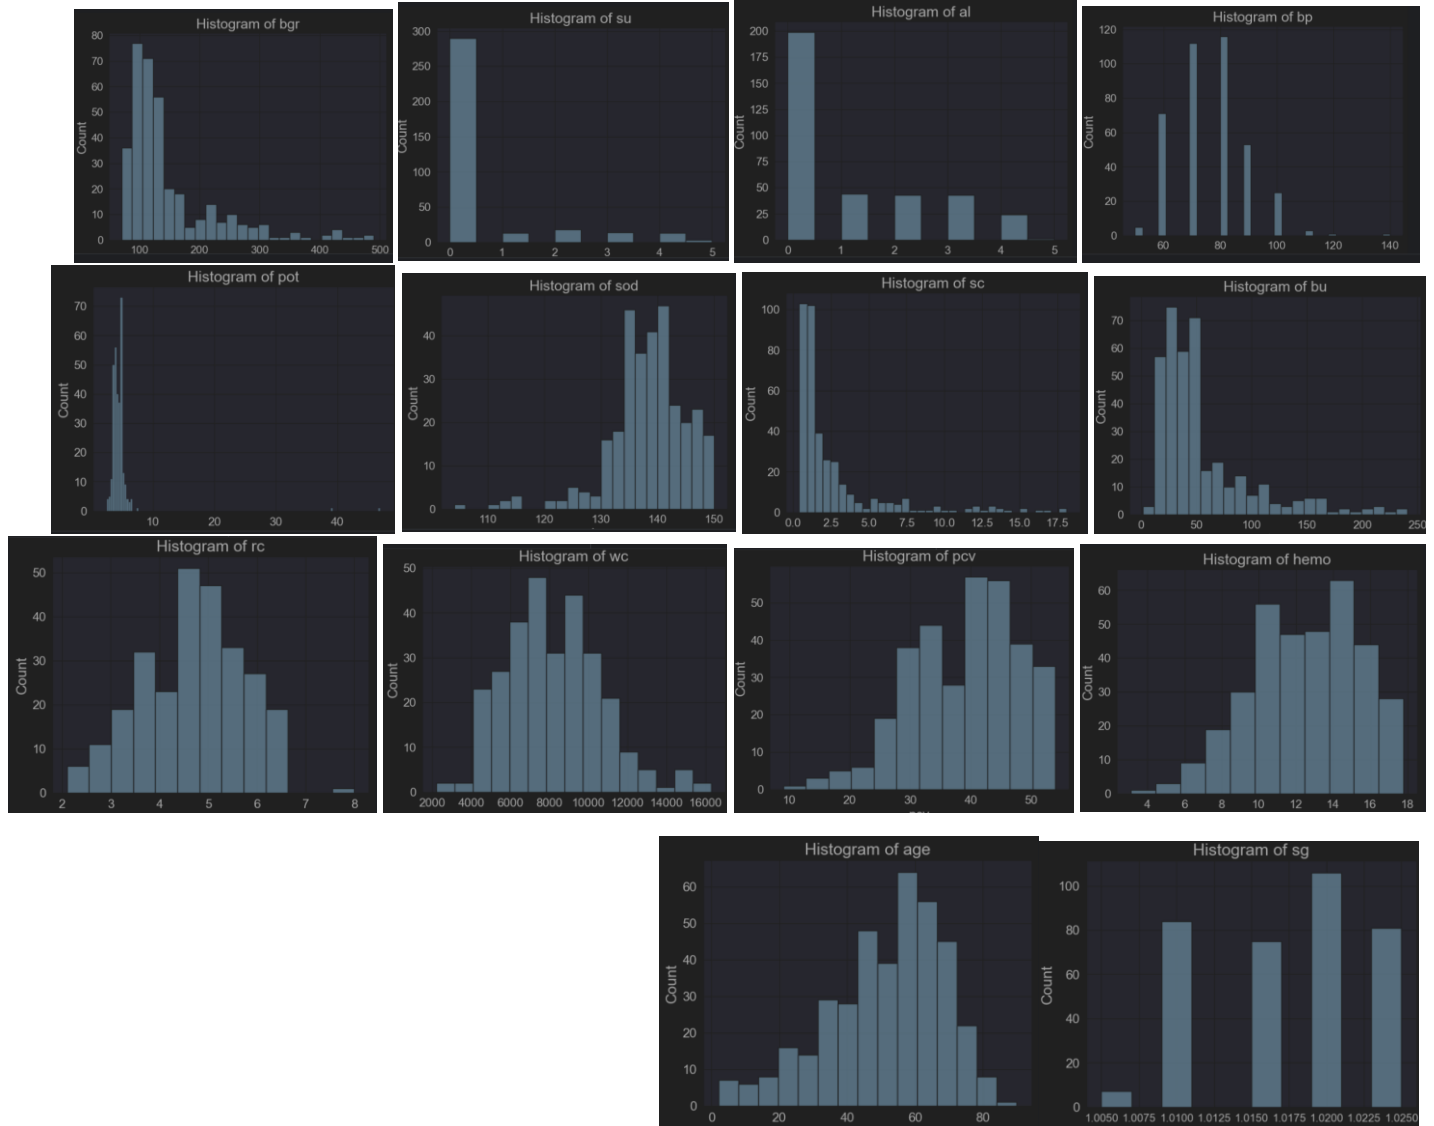 Histogram of bgr
Count
80
70
60
50
40
30
20
10
0
100 200 300 400 500
Histogram of su
Count
300
250
200
150
100
50
0
0 1 2 3 4 5
Histogram of al
Count
200
175
150
125
100
75
50
25
0
0 1 2 3 4 5
Histogram of bp
Count
120
100
80
60
40
20
0
60 80 100 120 140
Histogram of pot
Count
70
60
50
40
30
20
10
0
10 20 30 40
Histogram of sod
Count
40
30
20
10
0
110 120 130 140 150
Histogram of sc
Count
100
80
60
40
20
0
0.0 2.5 5.0 7.5 10.0 12.5 15.0 17.5
Histogram of bu
Count
70
60
50
40
30
20
10
0
0 50 100 150 200 250
Histogram of rc
Count
50
40
30
20
10
0
2 3 4 5 6 7 8
Histogram of wc
Count
50
40
30
20
10
0
2000 4000 6000 8000 10000 12000 14000 16000
Histogram of pcv
Count
50
40
30
20
10
0
10 20 30 40 50
Histogram of hemo
Count
60
50
40
30
20
10
0
4 6 8 10 12 14 16 18
Histogram of age
Count
60
50
40
30
20
10
0
0 20 40 60 80
Histogram of sg
Count
100
80
60
40
20
0
1.0050 1.0075 1.0100 1.0125 1.0150 1.0175 1.0200 1.0225 1.0250